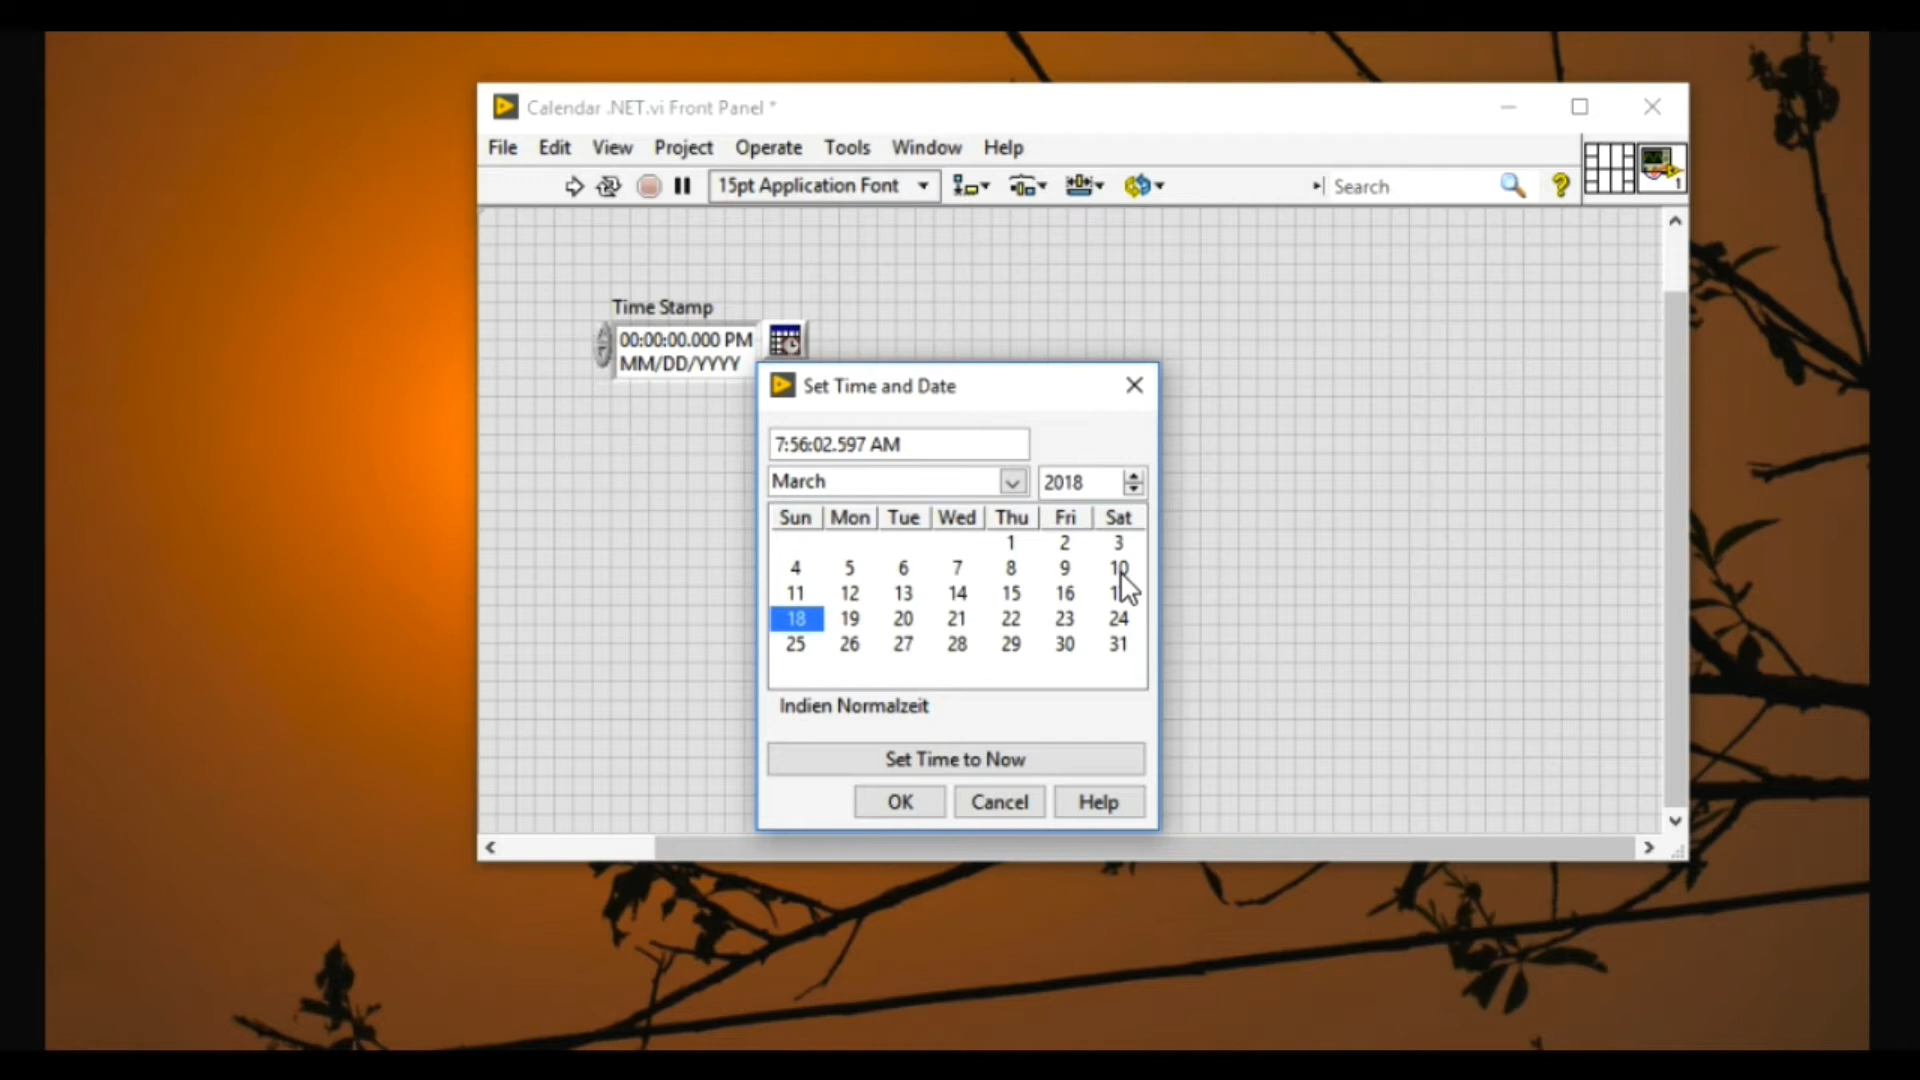 Calendar .NET.vi Front Panel *
File Edit View Project Operate Tools Window Help
15pt Application Font
Search
1
Time Stamp
00:00:00.000 PM
MM/DD/YYYY
Set Time and Date
7:56:02.597 AM
March 2018
Sun Mon Tue Wed Thu Fri Sat
1 2 3
4 5 6 7 8 9 10
11 12 13 14 15 16
18 19 20 21 22 23 24
25 26 27 28 29 30 31
Indien Normalzeit
Set Time to Now
OK Cancel Help